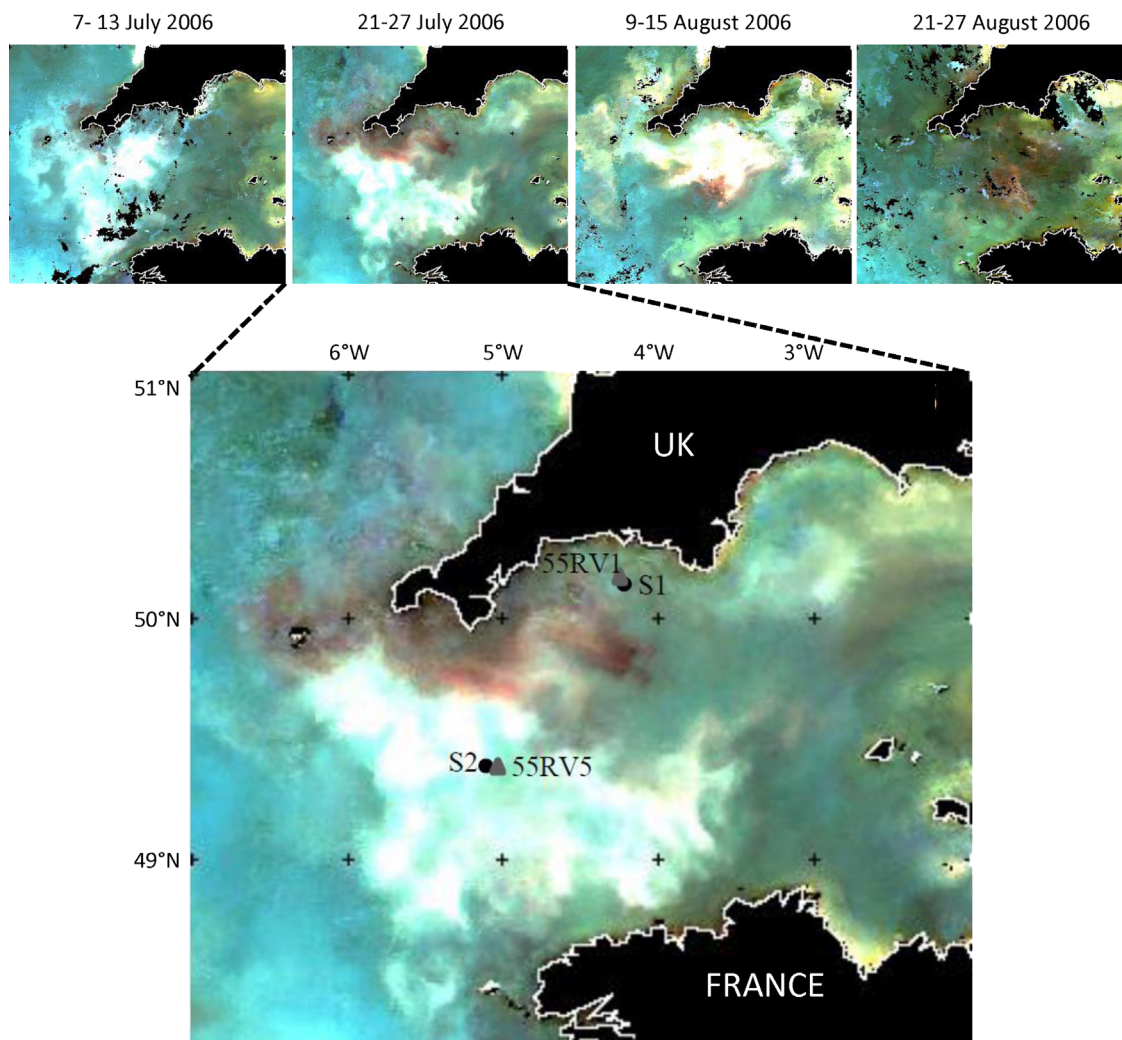 7- 13 July 2006
21-27 July 2006
9-15 August 2006
21-27 August 2006
6°W
5°W
4°W
3°W
51°N
UK
55RV1
S1
50°N
S2
55RV5
49°N
FRANCE